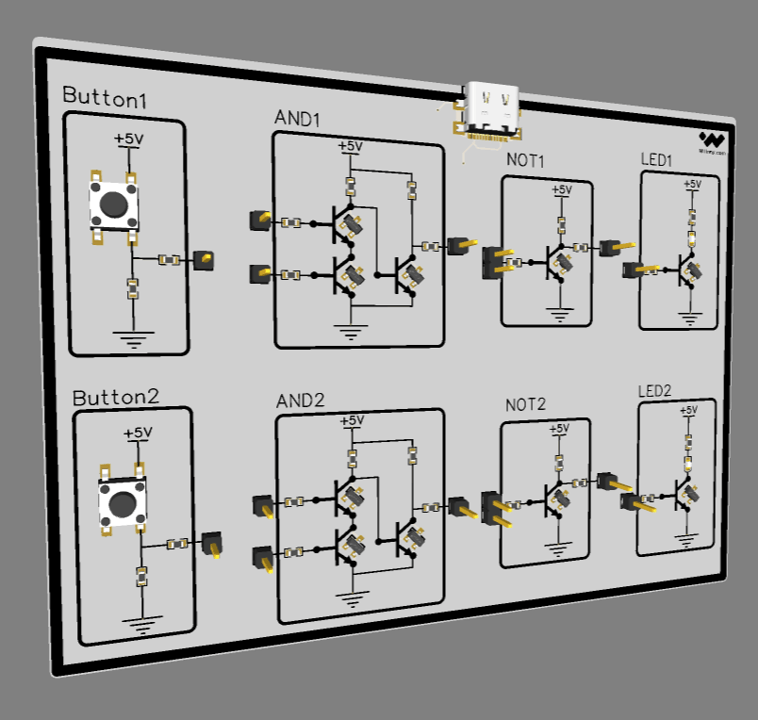 Button1
+5V
AND1
+5V
NOT1
+5V
LED1
+5V
Button2
+5V
AND2
+5V
NOT2
+5V
LED2
+5V